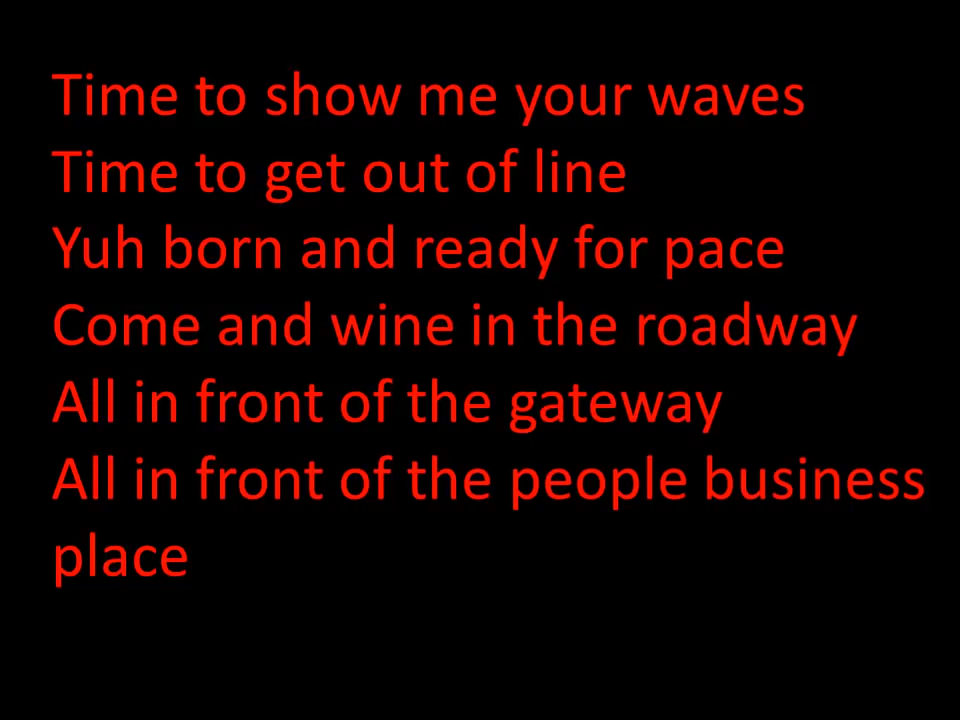 Time to show me your waves
Time to get out of line
Yuh born and ready for pace
Come and wine in the roadway
All in front of the gateway
All in front of the people business
place